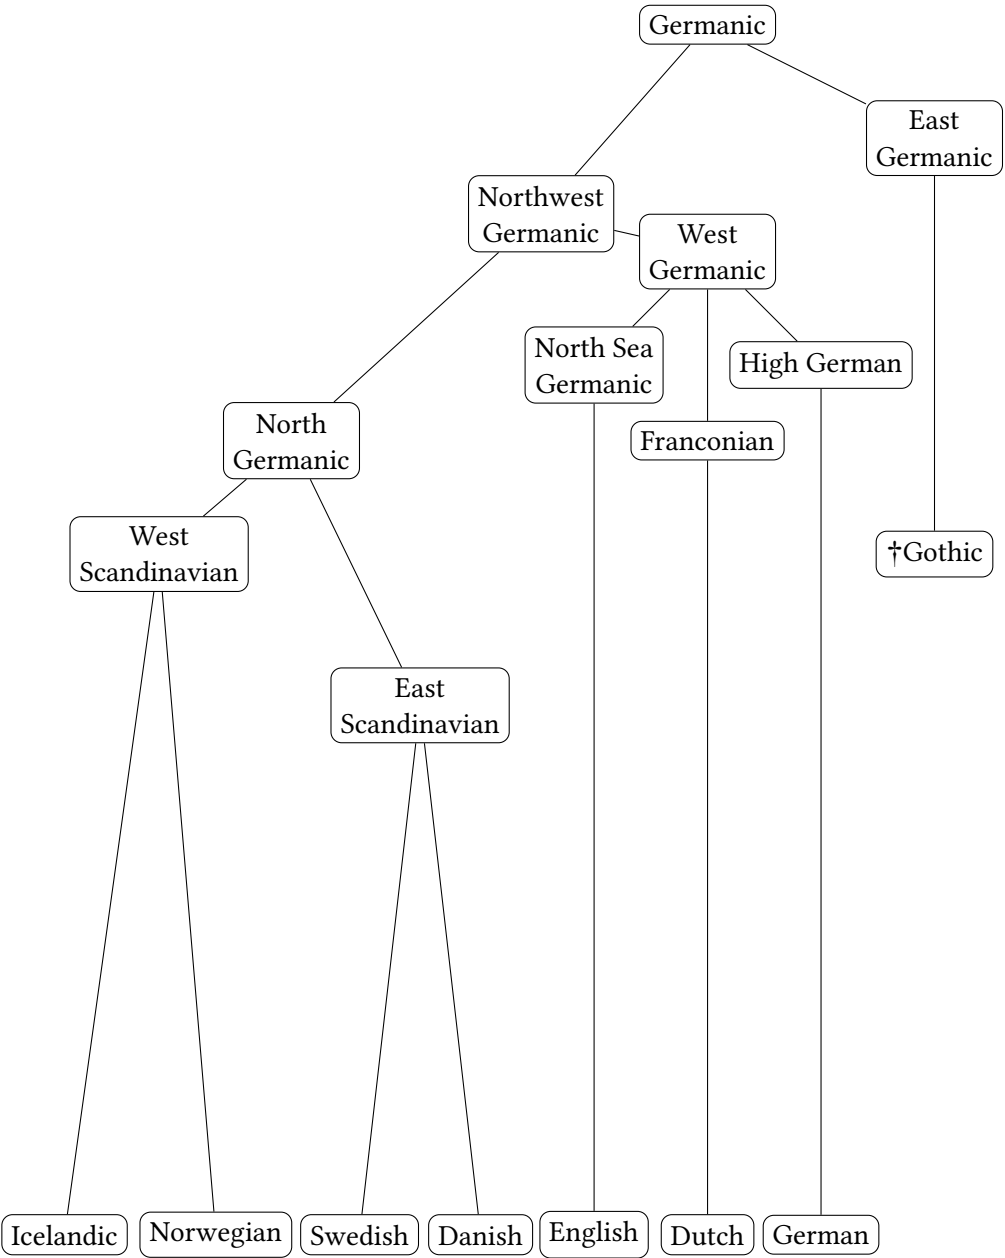 Germanic
East
Germanic
Northwest
Germanic
West
Germanic
North Sea
Germanic
High German
Franconian
North
Germanic
West
Scandinavian
†Gothic
East
Scandinavian
Icelandic
Norwegian
Swedish
Danish
English
Dutch
German